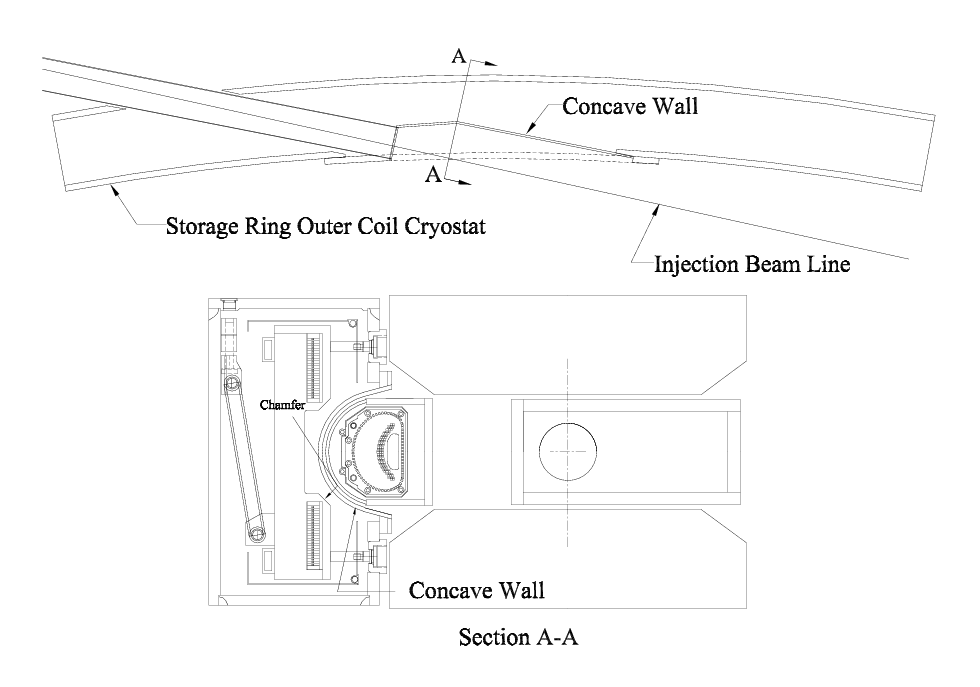 A
Concave Wall
A
Storage Ring Outer Coil Cryostat
Injection Beam Line
Chamfer
Concave Wall
Section A-A